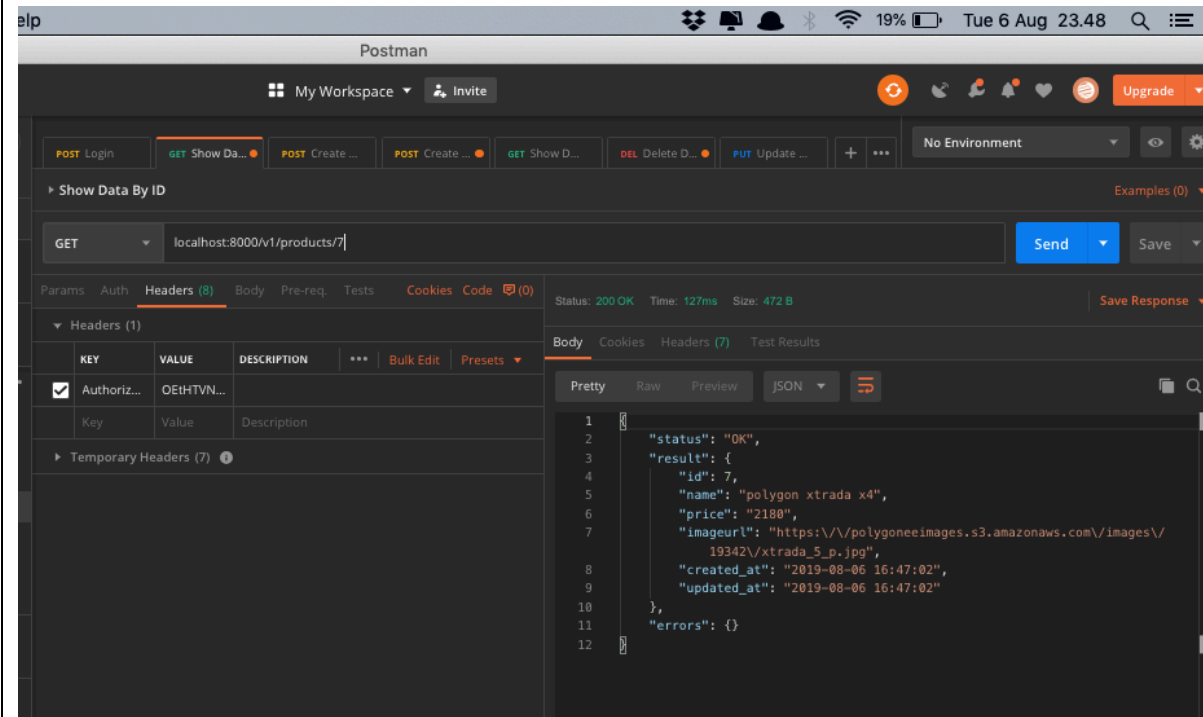 elp
19%
Tue 6 Aug 23.48
Postman
My Workspace
Invite
Upgrade
POST Login
GET Show Da...
POST Create ...
POST Create ...
GET Show D...
DEL Delete D...
PUT Update ...
+
•••
No Environment
Show Data By ID
Examples (0)
GET
localhost:8000/v1/products/7
Send
Save
Params Auth Headers (8) Body Pre-req. Tests Cookies Code (0)
Status: 200 OK Time: 127ms Size: 472 B
Save Response
Headers (1)
KEY VALUE DESCRIPTION ••• Bulk Edit Presets
Authoriz... OEtHTVN...
Key Value Description
Temporary Headers (7)
Body Cookies Headers (7) Test Results
Pretty Raw Preview JSON
1 {
2 "status": "OK",
3 "result": {
4 "id": 7,
5 "name": "polygon xtrada x4",
6 "price": "2180",
7 "imageurl": "https:\/\/polygoneeimages.s3.amazonaws.com\/images\/
19342\/xtrada_5_p.jpg",
8 "created_at": "2019-08-06 16:47:02",
9 "updated_at": "2019-08-06 16:47:02"
10 },
11 "errors": {}
12 }